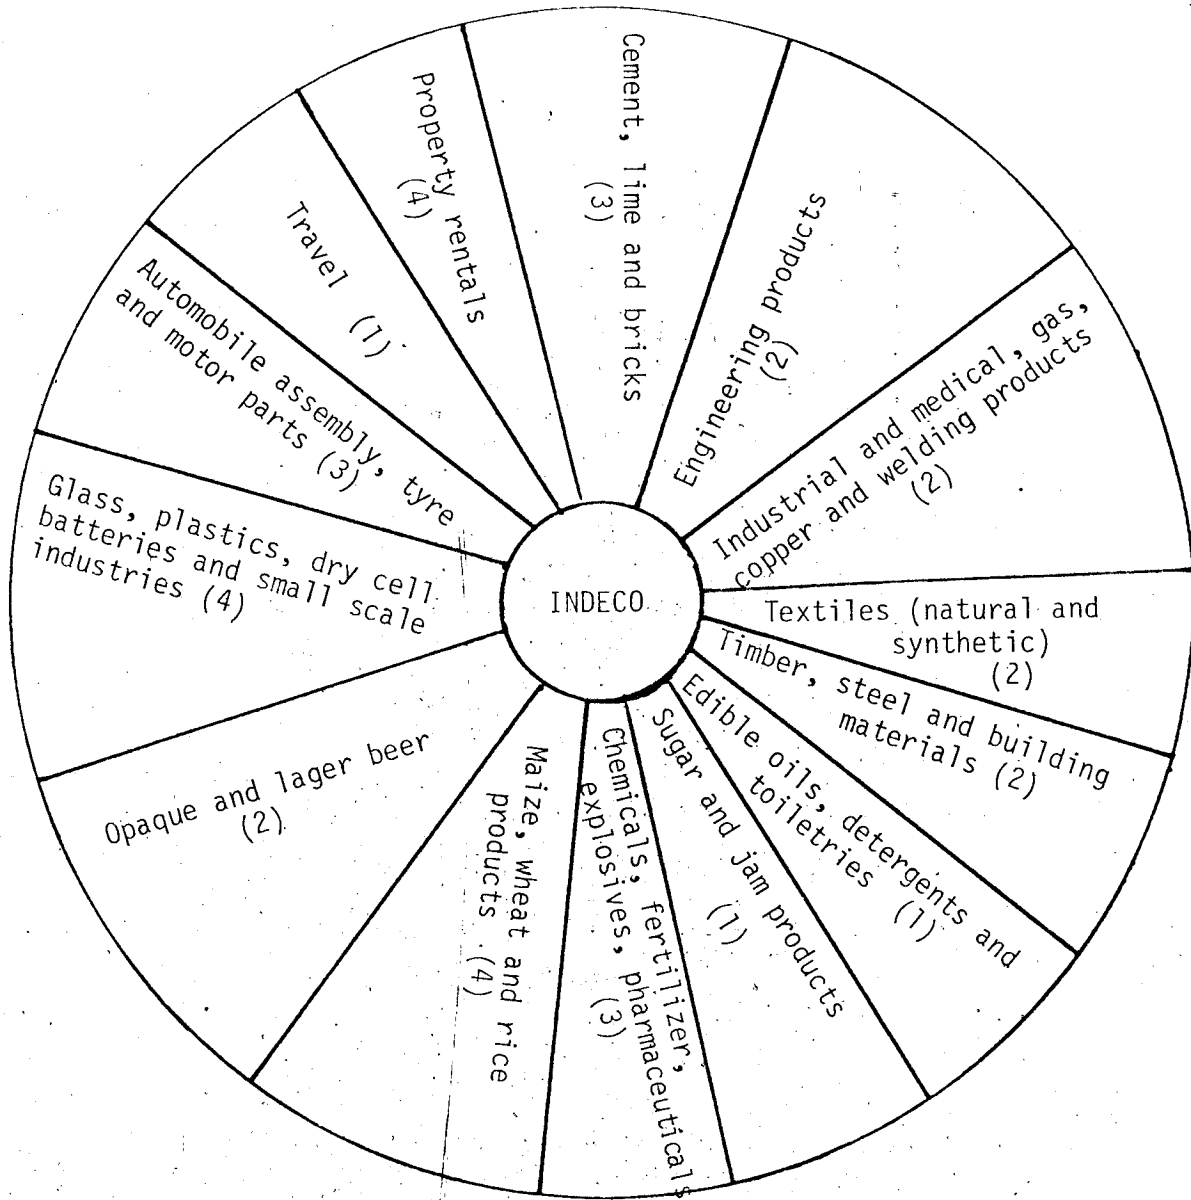 Cement, lime and bricks
(3)
Engineering products
(2)
Industrial and medical, gas,
copper and welding products
(2)
Textiles (natural and
synthetic)
(2)
Timber, steel and building
materials (2)
Edible oils, detergents and
toiletries
(1)
Sugar and jam products
(1)
Chemicals, fertilizer,
explosives, pharmaceuticals
(3)
Maize, wheat and rice
products (4)
Opaque and lager beer
(2)
Glass, plastics, dry cell
batteries and small scale
industries (4)
Automobile assembly, tyre
and motor parts (3)
Travel (1)
Property rentals
(4)
INDECO